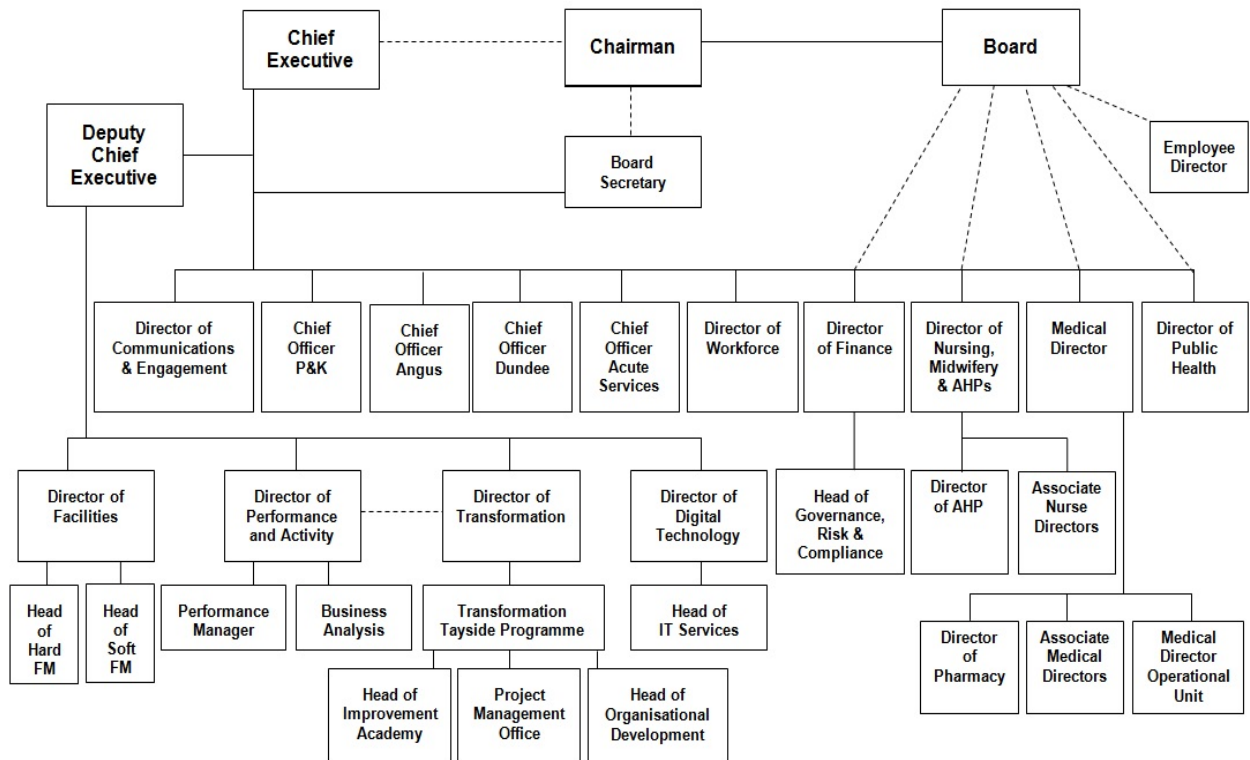 Chief
Executive
Chairman
Board
Deputy
Chief
Executive
Board
Secretary
Employee
Director
Director of
Communications
& Engagement
Chief
Officer
P&K
Chief
Officer
Angus
Chief
Officer
Dundee
Chief
Officer
Acute
Services
Director of
Workforce
Director
of Finance
Director of
Nursing,
Midwifery
& AHPs
Medical
Director
Director of
Public
Health
Director of
Facilities
Director of
Performance
and Activity
Director of
Transformation
Director of
Digital
Technology
Head of
Governance,
Risk &
Compliance
Director
of AHP
Associate
Nurse
Directors
Head
of
Hard
FM
Head
of
Soft
FM
Performance
Manager
Business
Analysis
Transformation
Tayside Programme
Head of
IT Services
Director
of
Pharmacy
Associate
Medical
Directors
Medical
Director
Operational
Unit
Head of
Improvement
Academy
Project
Management
Office
Head of
Organisational
Development